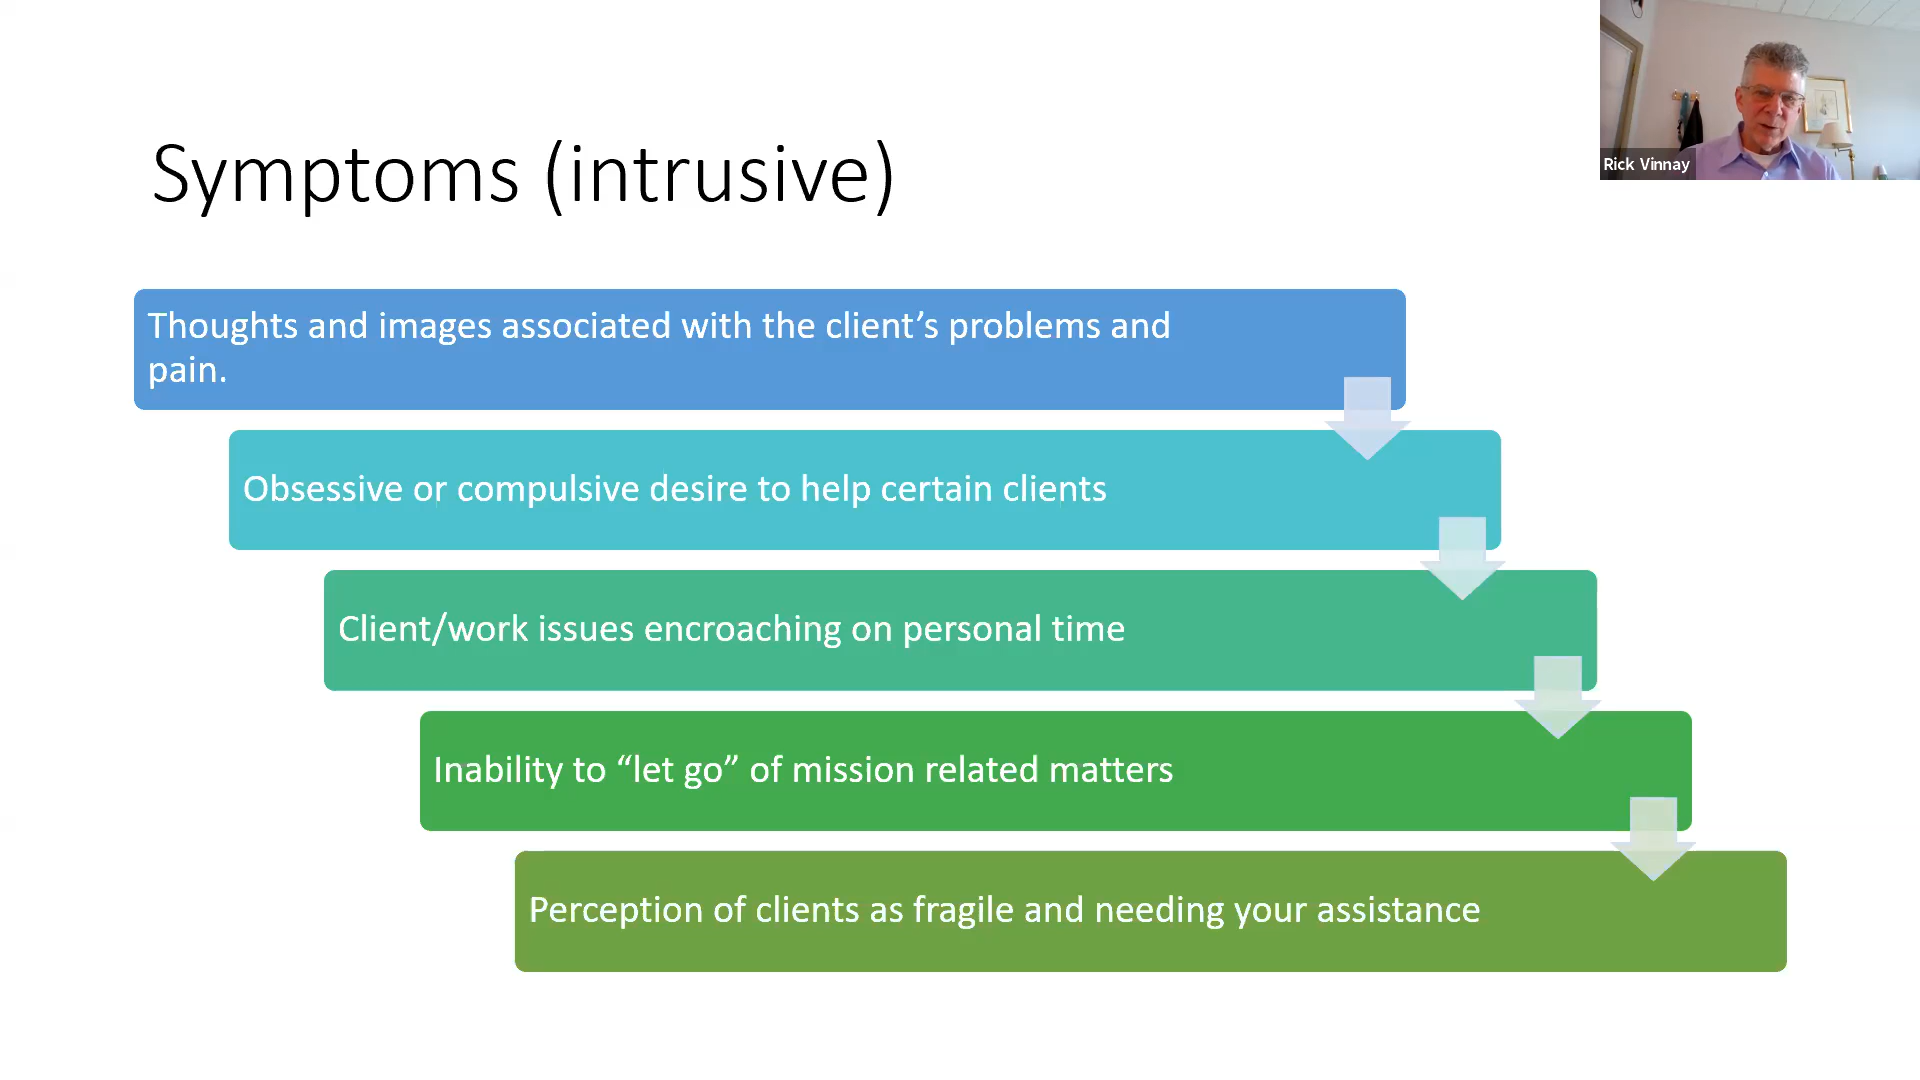 Symptoms (intrusive)
Rick Vinnay
Thoughts and images associated with the client’s problems and
pain.
Obsessive or compulsive desire to help certain clients
Client/work issues encroaching on personal time
Inability to “let go” of mission related matters
Perception of clients as fragile and needing your assistance